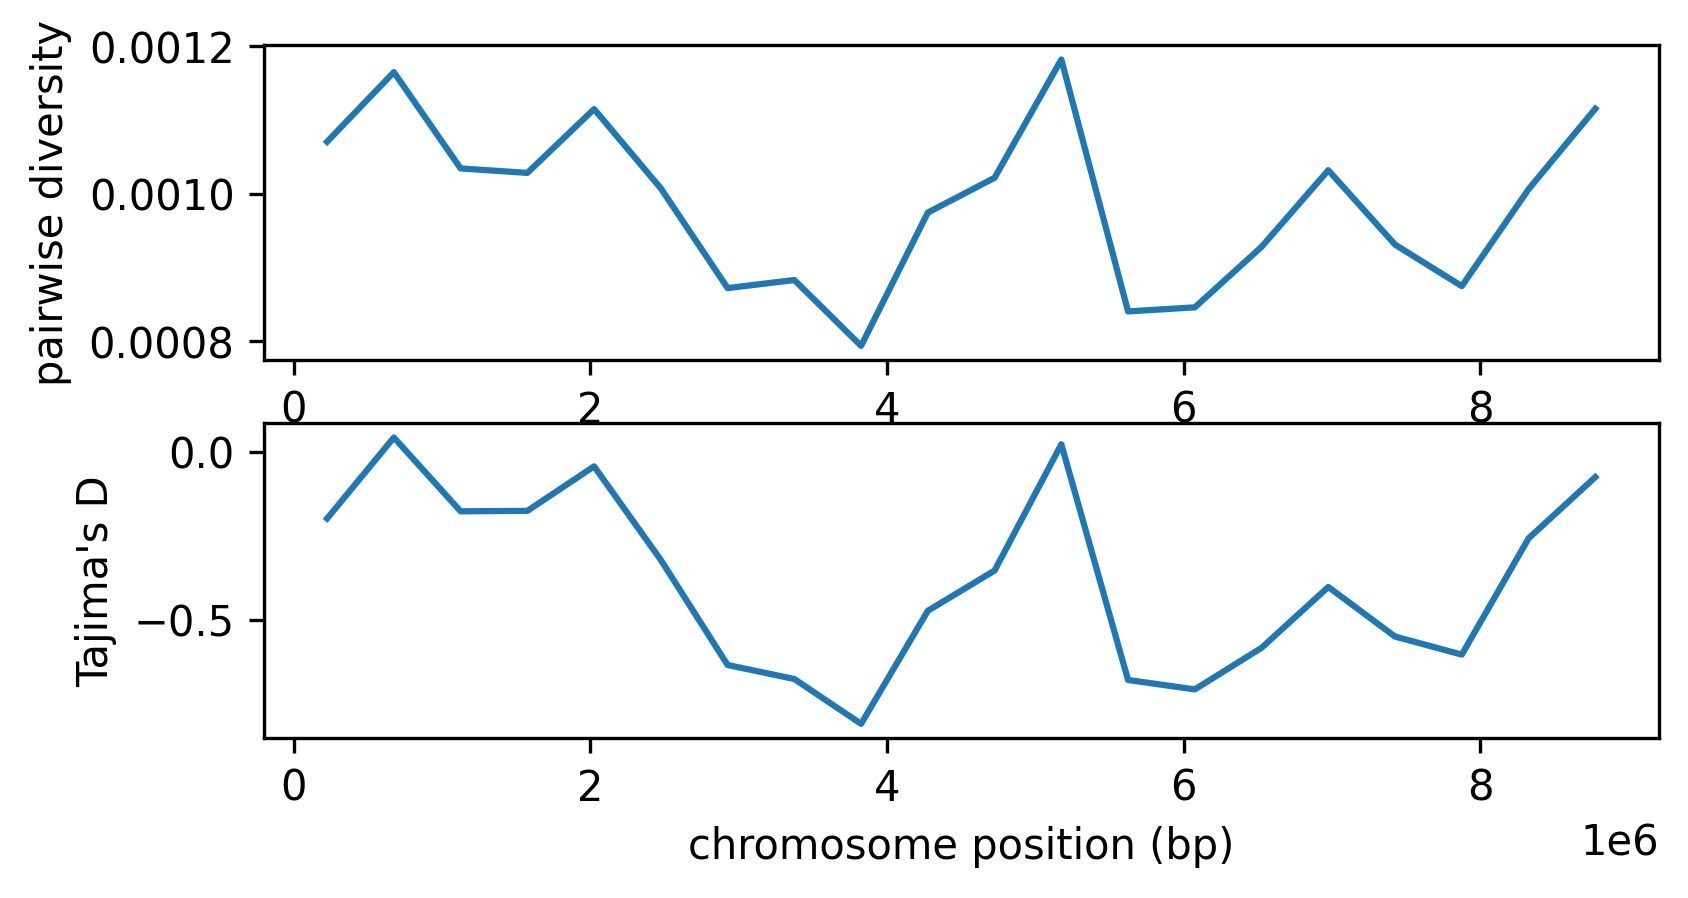 pairwise diversity
0.0012
0.0010
0.0008
0 2 4 6 8
Tajima's D
0.0
−0.5
0 2 4 6 8
chromosome position (bp)
1e6